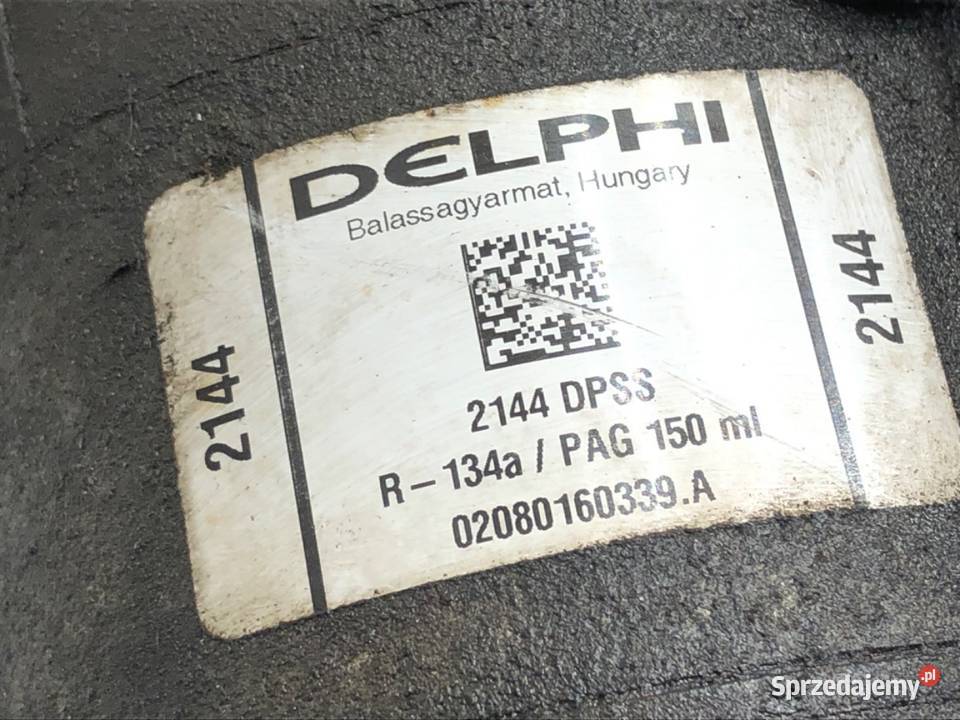 DELPHI
Balassagyarmat, Hungary
2144
2144
2144 DPSS
R-134a / PAG 150 ml
02080160339.A
Sprzedajemy.pl